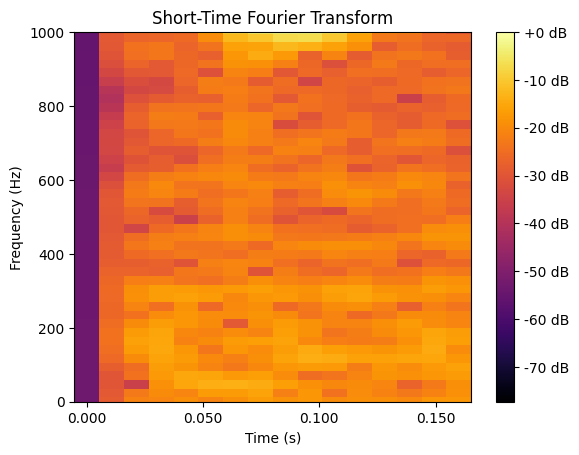 Short-Time Fourier Transform
Frequency (Hz)
1000
800
600
400
200
0
0.000
0.050
0.100
0.150
Time (s)
+0 dB
-10 dB
-20 dB
-30 dB
-40 dB
-50 dB
-60 dB
-70 dB